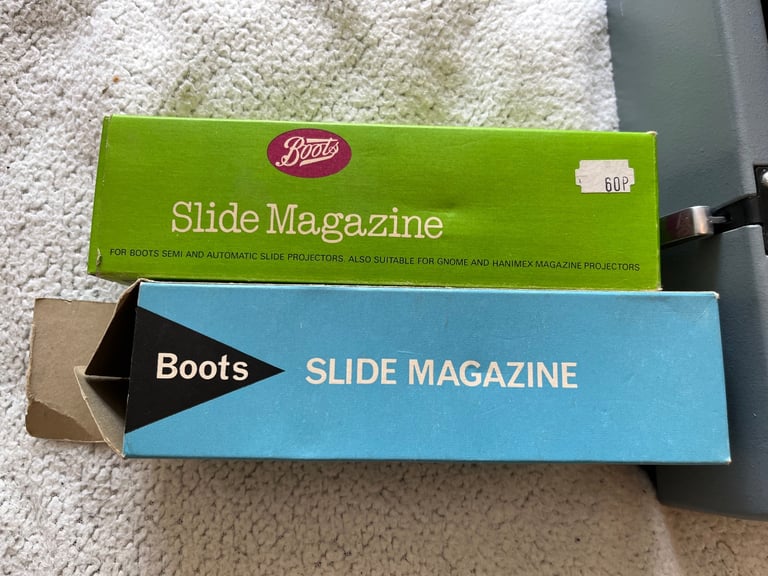 Boots
60P
Slide Magazine
FOR BOOTS SEMI AND AUTOMATIC SLIDE PROJECTORS. ALSO SUITABLE FOR GNOME AND HANIMEX MAGAZINE PROJECTORS
Boots SLIDE MAGAZINE